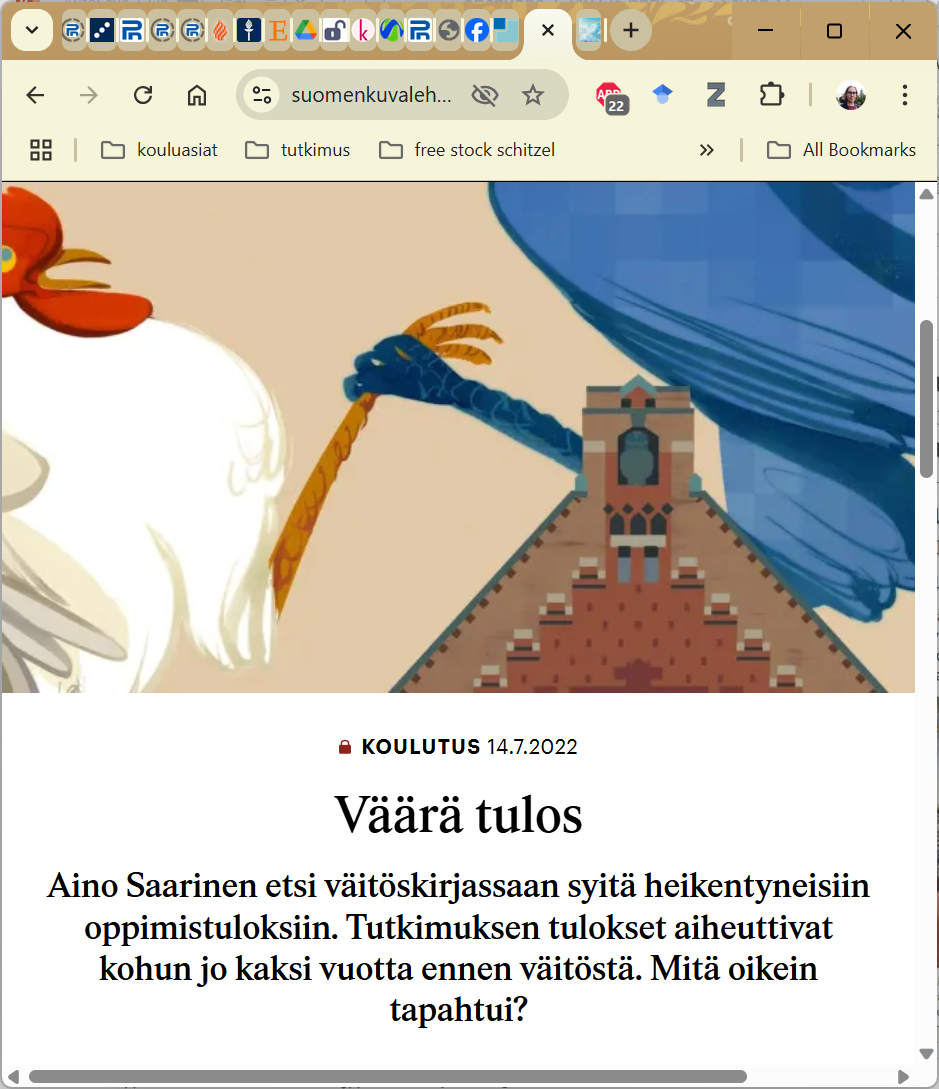 suomenkuvaleh...
22
kouluasiat
tutkimus
free stock schitzel
All Bookmarks
KOULUTUS 14.7.2022
Väärä tulos
Aino Saarinen etsi väitöskirjassaan syitä heikentyneisiin
oppimistuloksiin. Tutkimuksen tulokset aiheuttivat
kohun jo kaksi vuotta ennen väitöstä. Mitä oikein
tapahtui?